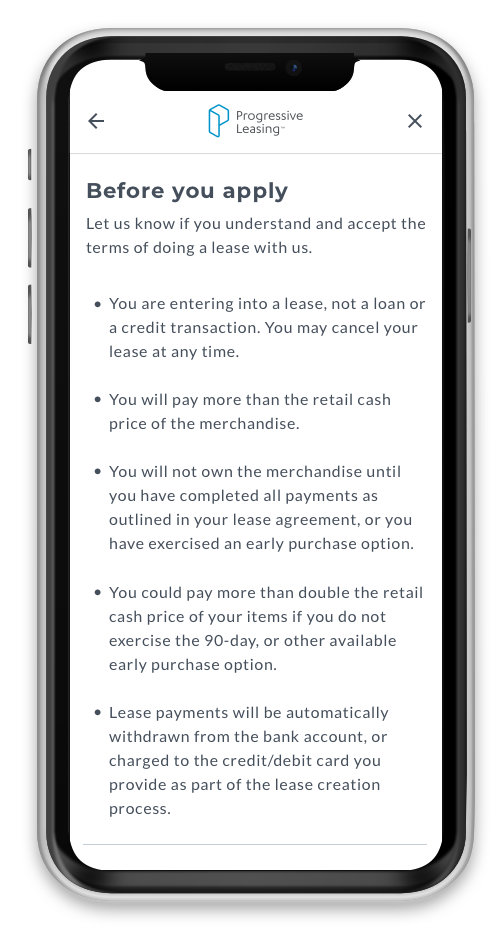 Progressive
Leasing™
Before you apply
Let us know if you understand and accept the
terms of doing a lease with us.
• You are entering into a lease, not a loan or
a credit transaction. You may cancel your
lease at any time.
• You will pay more than the retail cash
price of the merchandise.
• You will not own the merchandise until
you have completed all payments as
outlined in your lease agreement, or you
have exercised an early purchase option.
• You could pay more than double the retail
cash price of your items if you do not
exercise the 90-day, or other available
early purchase option.
• Lease payments will be automatically
withdrawn from the bank account, or
charged to the credit/debit card you
provide as part of the lease creation
process.